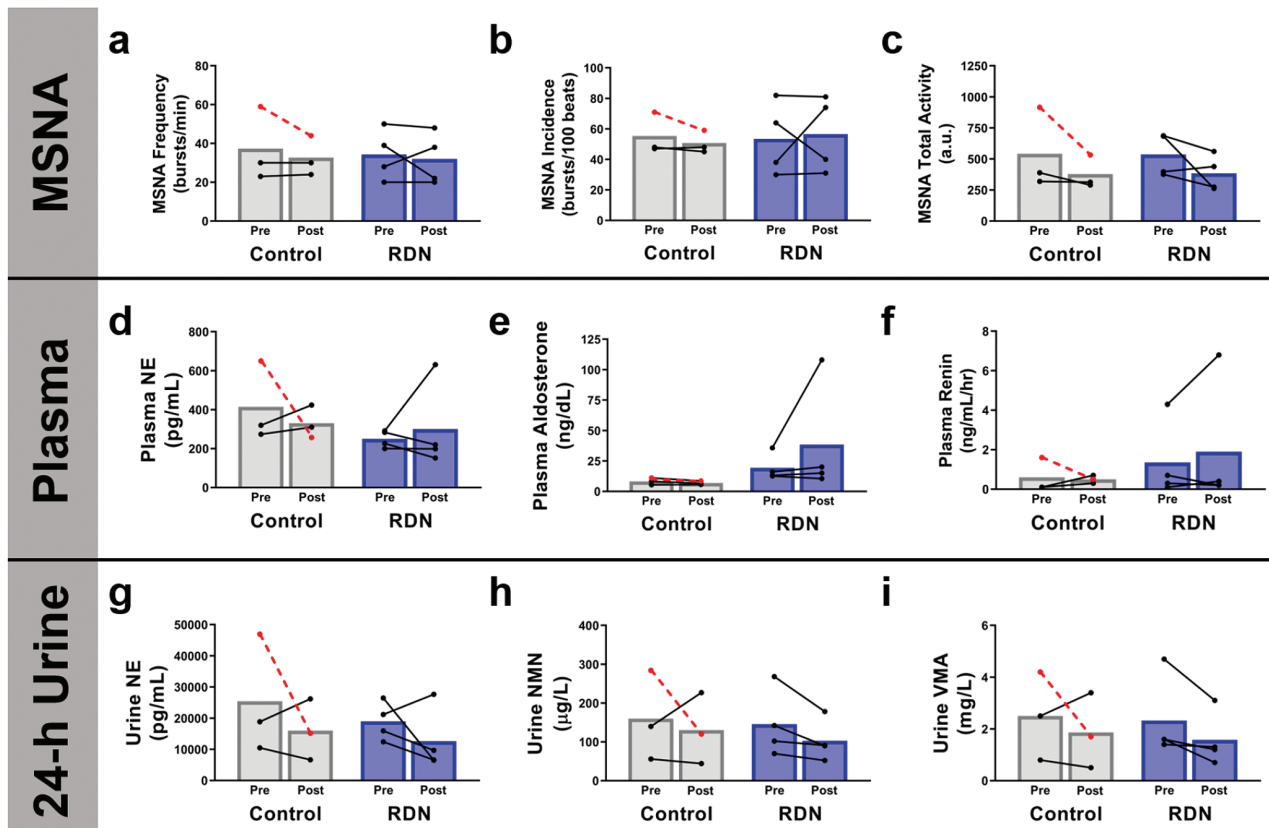 MSNA
a
MSNA Frequency
(bursts/min)
80
60
40
20
0
Pre
Post
Pre
Post
Control
RDN
b
MSNA Incidence
(bursts/100 beats)
100
80
60
40
20
0
Pre
Post
Pre
Post
Control
RDN
c
MSNA Total Activity
(a.u.)
1250
1000
750
500
250
0
Pre
Post
Pre
Post
Control
RDN
Plasma
d
Plasma NE
(pg/mL)
800
600
400
200
0
Pre
Post
Pre
Post
Control
RDN
e
Plasma Aldosterone
(ng/dL)
125
100
75
50
25
0
Pre
Post
Pre
Post
Control
RDN
f
Plasma Renin
(ng/mL/hr)
8
6
4
2
0
Pre
Post
Pre
Post
Control
RDN
24-h Urine
g
Urine NE
(pg/mL)
50000
40000
30000
20000
10000
0
Pre
Post
Pre
Post
Control
RDN
h
Urine NMN
(µg/L)
400
300
200
100
0
Pre
Post
Pre
Post
Control
RDN
i
Urine VMA
(mg/L)
6
4
2
0
Pre
Post
Pre
Post
Control
RDN